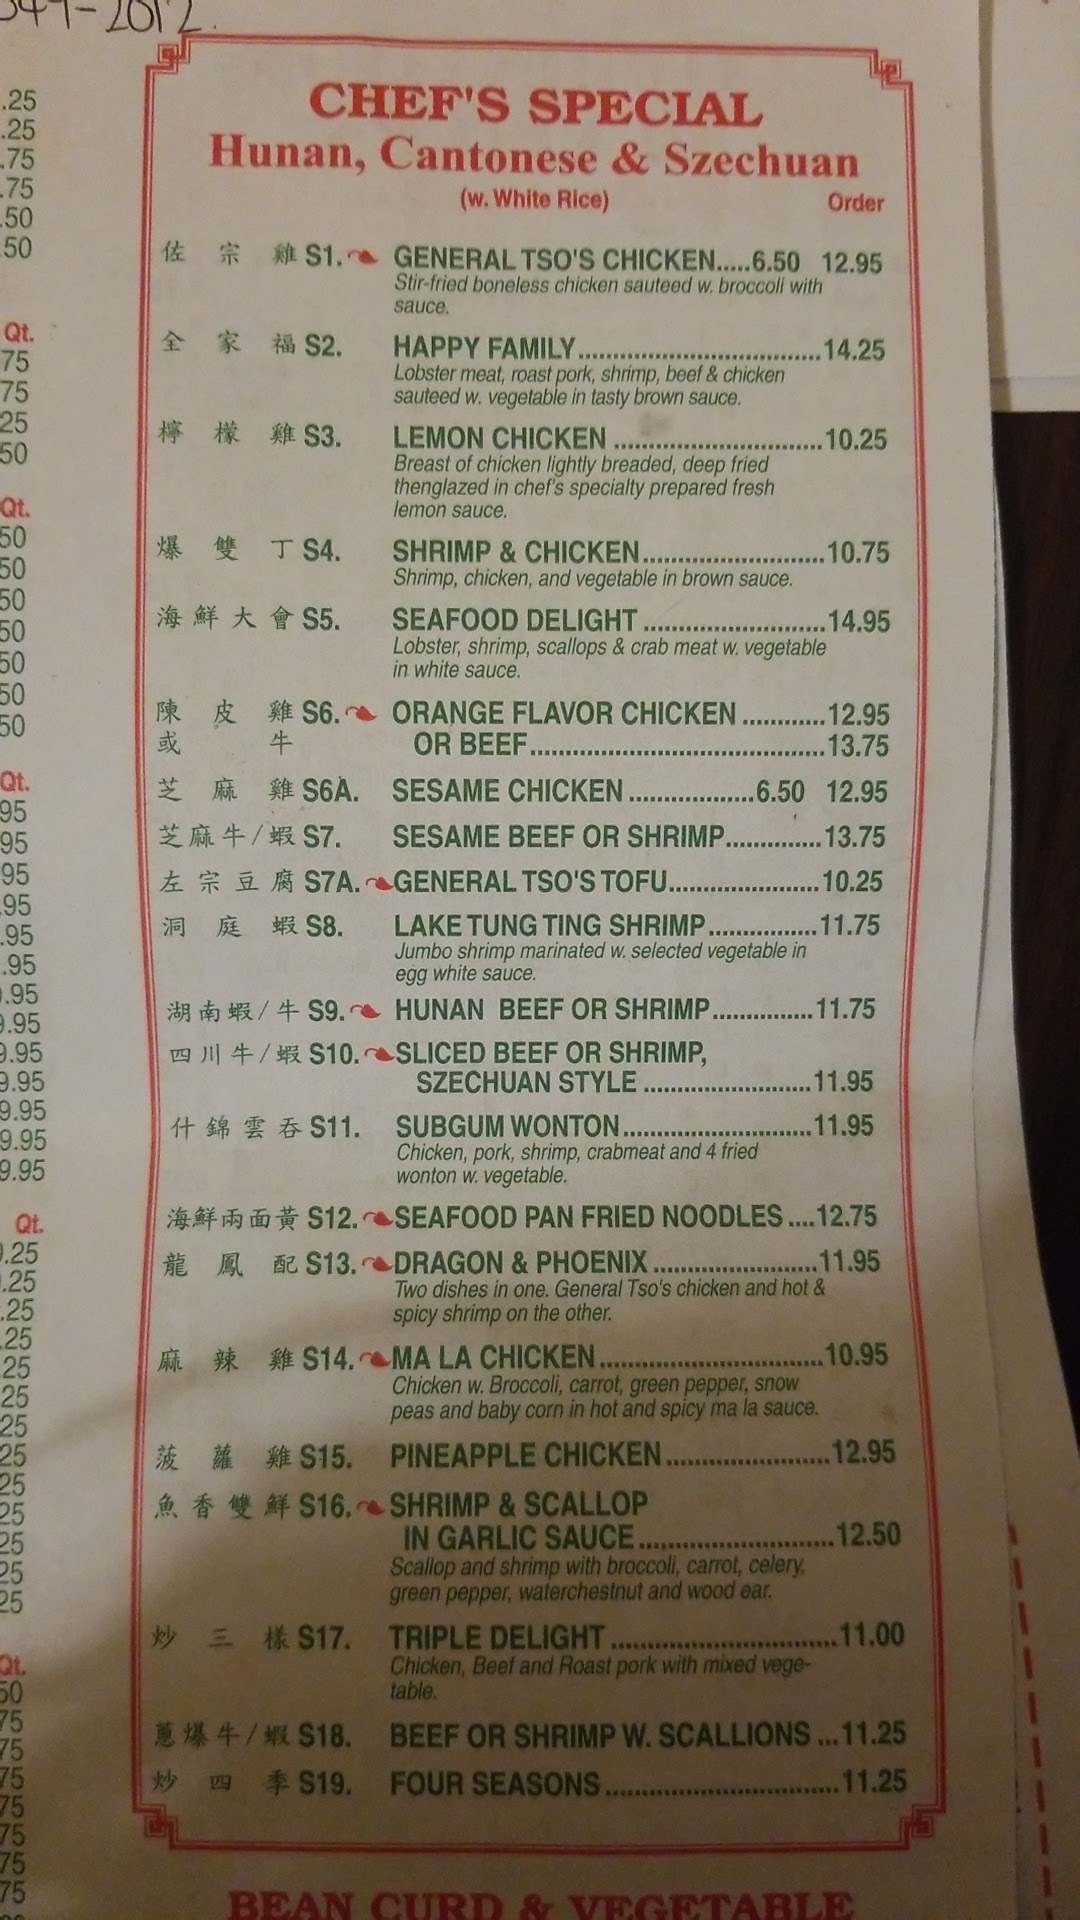 CHEF'S SPECIAL
Hunan, Cantonese & Szechuan
(w. White Rice) Order
佐宗雞 S1. GENERAL TSO'S CHICKEN.....6.50 12.95
Stir-fried boneless chicken sauteed w. broccoli with
sauce.
全家福 S2. HAPPY FAMILY...................................14.25
Lobster meat, roast pork, shrimp, beef & chicken
sauteed w. vegetable in tasty brown sauce.
檸檬雞 S3. LEMON CHICKEN ..............................10.25
Breast of chicken lightly breaded, deep fried
thenglazed in chef's specialty prepared fresh
lemon sauce.
爆雙丁 S4. SHRIMP & CHICKEN..........................10.75
Shrimp, chicken, and vegetable in brown sauce.
海鮮大會 S5. SEAFOOD DELIGHT ..........................14.95
Lobster, shrimp, scallops & crab meat w. vegetable
in white sauce.
陳皮雞 S6. ORANGE FLAVOR CHICKEN ............12.95
或牛 OR BEEF..........................................13.75
芝麻雞 S6A. SESAME CHICKEN ..................6.50 12.95
芝麻牛/蝦 S7. SESAME BEEF OR SHRIMP..............13.75
左宗豆腐 S7A. GENERAL TSO'S TOFU......................10.25
洞庭蝦 S8. LAKE TUNG TING SHRIMP................11.75
Jumbo shrimp marinated w. selected vegetable in
egg white sauce.
湖南蝦/牛 S9. HUNAN BEEF OR SHRIMP...............11.75
四川牛/蝦 S10. SLICED BEEF OR SHRIMP,
SZECHUAN STYLE ........................11.95
什錦雲吞 S11. SUBGUM WONTON...........................11.95
Chicken, pork, shrimp, crabmeat and 4 fried
wonton w. vegetable.
海鮮兩面黃 S12. SEAFOOD PAN FRIED NOODLES ....12.75
龍鳳配 S13. DRAGON & PHOENIX ........................11.95
Two dishes in one. General Tso's chicken and hot &
spicy shrimp on the other.
麻辣雞 S14. MA LA CHICKEN................................10.95
Chicken w. Broccoli, carrot, green pepper, snow
peas and baby corn in hot and spicy ma la sauce.
菠蘿雞 S15. PINEAPPLE CHICKEN........................12.95
魚香雙鮮 S16. SHRIMP & SCALLOP
IN GARLIC SAUCE............................12.50
Scallop and shrimp with broccoli, carrot, celery,
green pepper, waterchestnut and wood ear.
炒三樣 S17. TRIPLE DELIGHT.................................11.00
Chicken, Beef and Roast pork with mixed vege-
table.
蔥爆牛/蝦 S18. BEEF OR SHRIMP W. SCALLIONS ...11.25
炒四季 S19. FOUR SEASONS..................................11.25
BEAN CURD & VEGETABLE